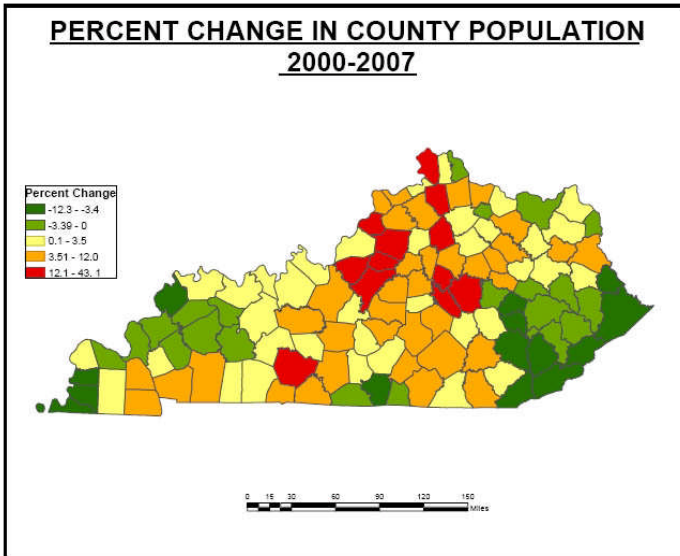 PERCENT CHANGE IN COUNTY POPULATION
2000-2007
Percent Change
-12.3 - -3.4
-3.39 - 0
0.1 - 3.5
3.51 - 12.0
12.1 - 43. 1
0 15 30 60 90 120 150
Miles